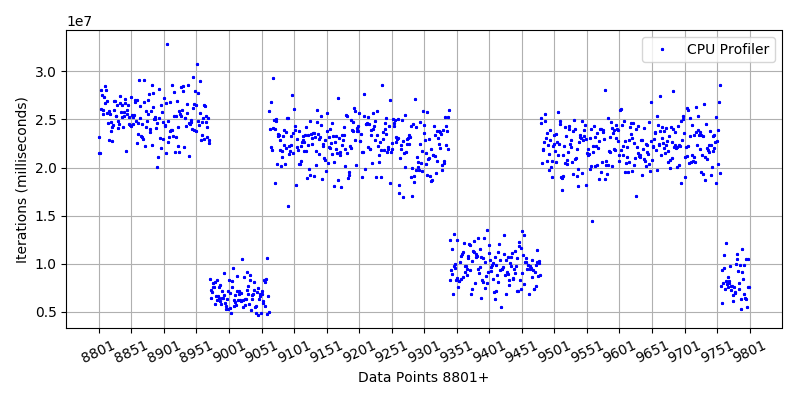 1e7
CPU Profiler
3.0
2.5
2.0
1.5
1.0
0.5
Iterations (milliseconds)
8801 8851 8901 8951 9001 9051 9101 9151 9201 9251 9301 9351 9401 9451 9501 9551 9601 9651 9701 9751 9801
Data Points 8801+